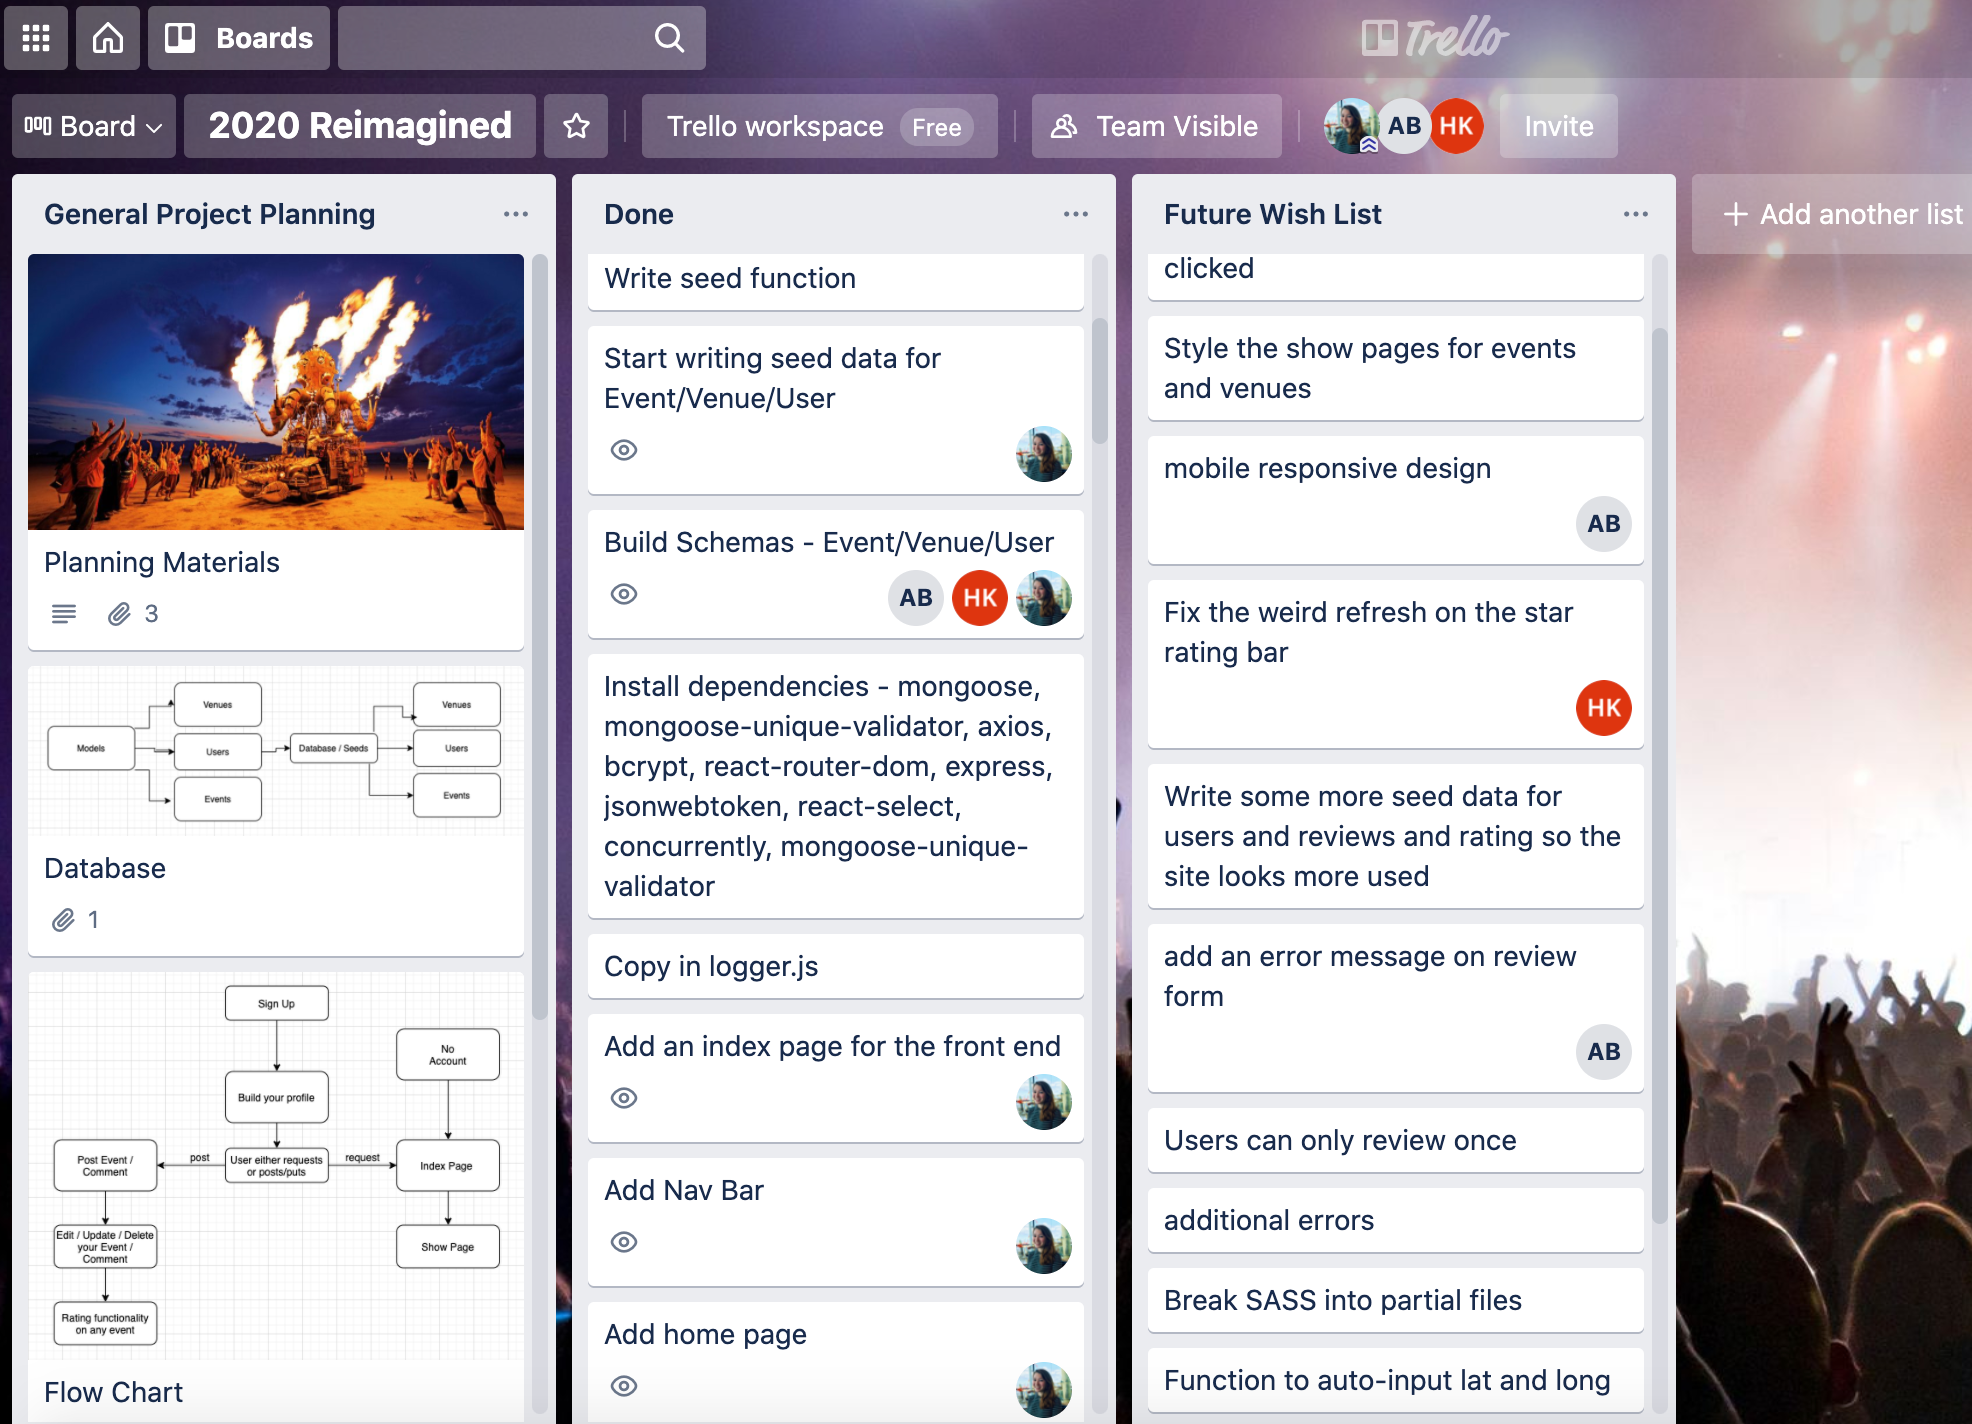 Boards
Trello
Board
2020 Reimagined
Trello workspace Free
Team Visible
AB
HK
Invite
General Project Planning
Planning Materials
3
Models
Venues
Users
Events
Database / Seeds
Venues
Users
Events
Database
1
Sign Up
No
Account
Build your profile
Post Event /
Comment
post
User either requests
or posts/puts
request
Index Page
Edit / Update / Delete
your Event /
Comment
Show Page
Rating functionality
on any event
Flow Chart
Done
Write seed function
Start writing seed data for
Event/Venue/User
Build Schemas - Event/Venue/User
AB
HK
Install dependencies - mongoose,
mongoose-unique-validator, axios,
bcrypt, react-router-dom, express,
jsonwebtoken, react-select,
concurrently, mongoose-unique-
validator
Copy in logger.js
Add an index page for the front end
Add Nav Bar
Add home page
Future Wish List
clicked
Style the show pages for events
and venues
mobile responsive design
AB
Fix the weird refresh on the star
rating bar
HK
Write some more seed data for
users and reviews and rating so the
site looks more used
add an error message on review
form
AB
Users can only review once
additional errors
Break SASS into partial files
Function to auto-input lat and long
+ Add another list